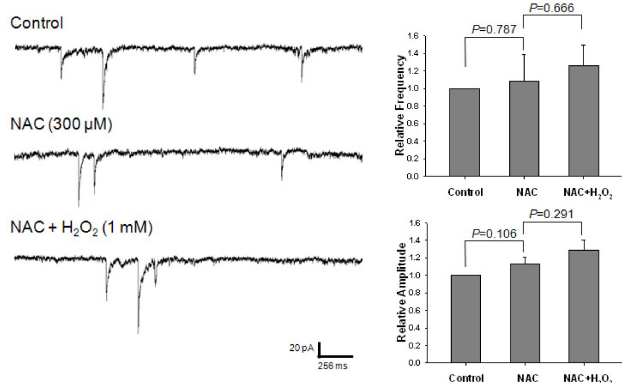 Control
NAC (300 µM)
NAC + H₂O₂ (1 mM)
20 pA
256 ms
P=0.666
P=0.787
Relative Frequency
1.6
1.4
1.2
1.0
0.8
0.6
0.4
0.2
0.0
Control NAC NAC+H₂O₂
P=0.291
P=0.106
Relative Amplitude
1.6
1.4
1.2
1.0
0.8
0.6
0.4
0.2
0.0
Control NAC NAC+H₂O₂